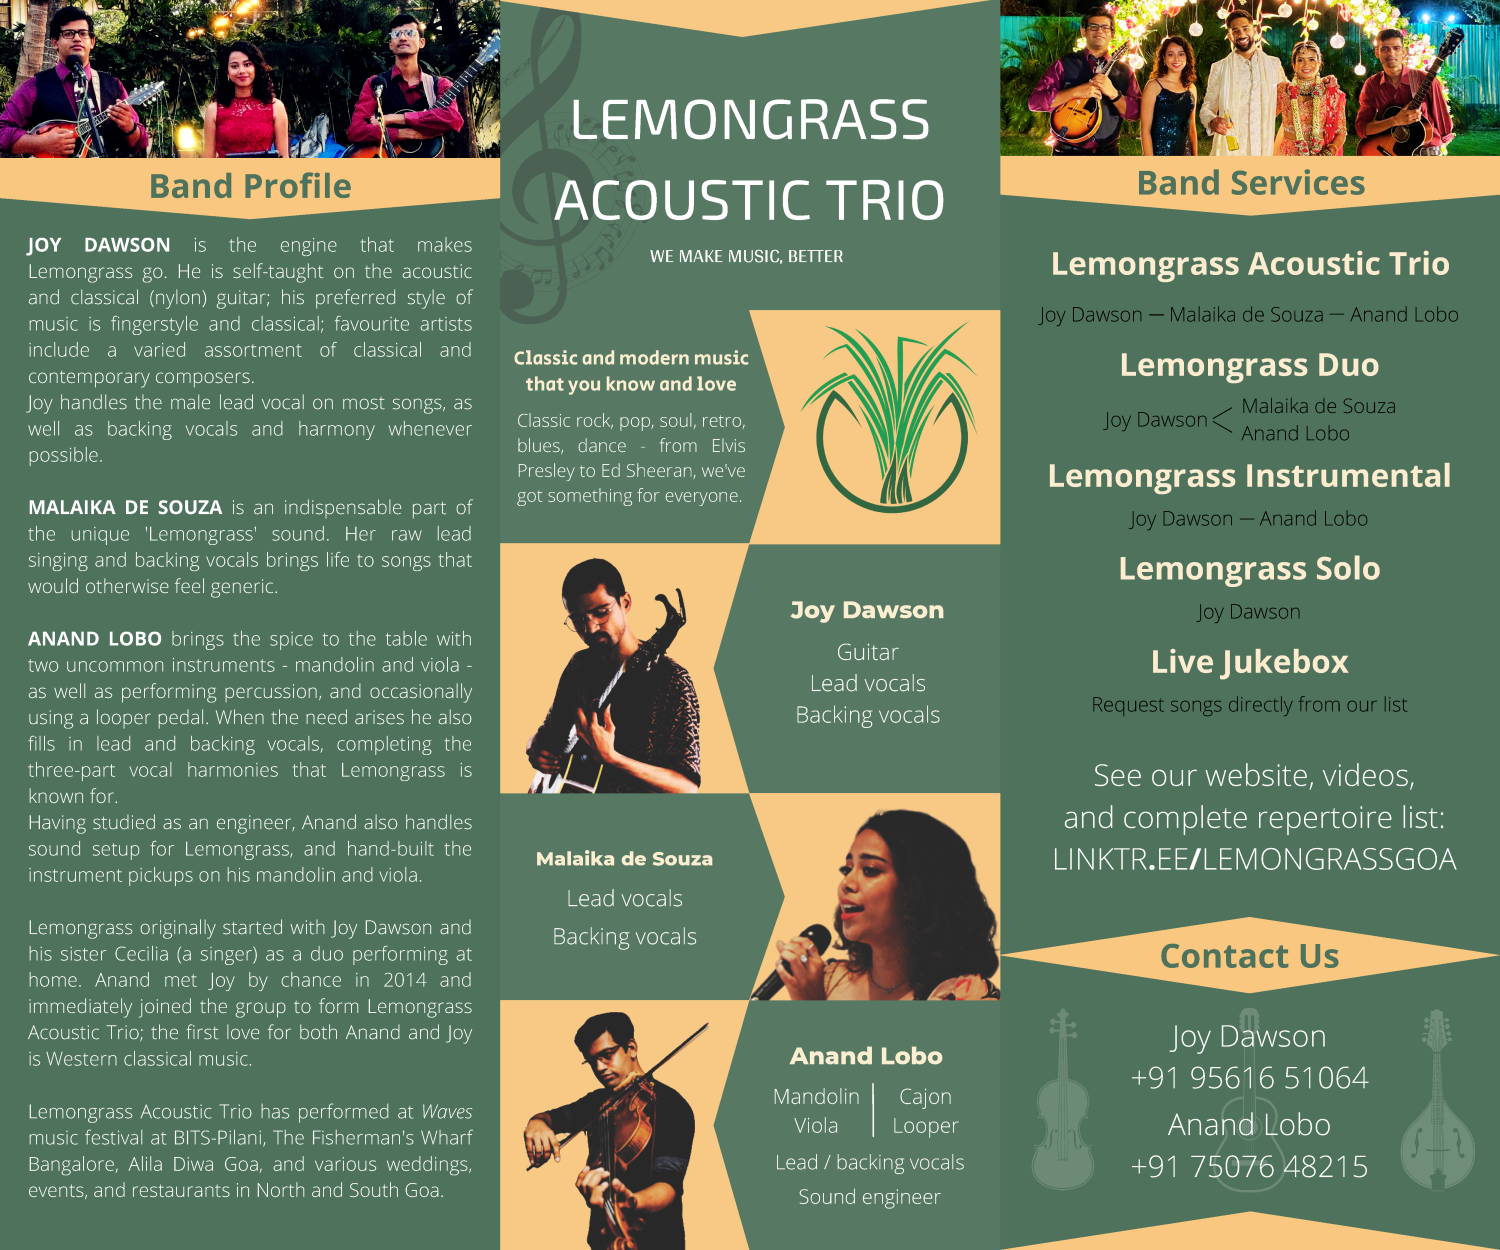 Band Profile
JOY DAWSON is the engine that makes
Lemongrass go. He is self-taught on the acoustic
and classical (nylon) guitar; his preferred style of
music is fingerstyle and classical; favourite artists
include a varied assortment of classical and
contemporary composers.
Joy handles the male lead vocal on most songs, as
well as backing vocals and harmony whenever
possible.
MALAIKA DE SOUZA is an indispensable part of
the unique 'Lemongrass' sound. Her raw lead
singing and backing vocals brings life to songs that
would otherwise feel generic.
ANAND LOBO brings the spice to the table with
two uncommon instruments - mandolin and viola -
as well as performing percussion, and occasionally
using a looper pedal. When the need arises he also
fills in lead and backing vocals, completing the
three-part vocal harmonies that Lemongrass is
known for.
Having studied as an engineer, Anand also handles
sound setup for Lemongrass, and hand-built the
instrument pickups on his mandolin and viola.
Lemongrass originally started with Joy Dawson and
his sister Cecilia (a singer) as a duo performing at
home. Anand met Joy by chance in 2014 and
immediately joined the group to form Lemongrass
Acoustic Trio; the first love for both Anand and Joy
is Western classical music.
Lemongrass Acoustic Trio has performed at Waves
music festival at BITS-Pilani, The Fisherman's Wharf
Bangalore, Alila Diwa Goa, and various weddings,
events, and restaurants in North and South Goa.
LEMONGRASS
ACOUSTIC TRIO
WE MAKE MUSIC, BETTER
Classic and modern music
that you know and love
Classic rock, pop, soul, retro,
blues, dance - from Elvis
Presley to Ed Sheeran, we've
got something for everyone.
Joy Dawson
Guitar
Lead vocals
Backing vocals
Malaika de Souza
Lead vocals
Backing vocals
Anand Lobo
Mandolin | Cajon
Viola | Looper
Lead / backing vocals
Sound engineer
Band Services
Lemongrass Acoustic Trio
Joy Dawson — Malaika de Souza — Anand Lobo
Lemongrass Duo
Joy Dawson < Malaika de Souza
Anand Lobo
Lemongrass Instrumental
Joy Dawson — Anand Lobo
Lemongrass Solo
Joy Dawson
Live Jukebox
Request songs directly from our list
See our website, videos,
and complete repertoire list:
LINKTR.EE/LEMONGRASSGOA
Contact Us
Joy Dawson
+91 95616 51064
Anand Lobo
+91 75076 48215